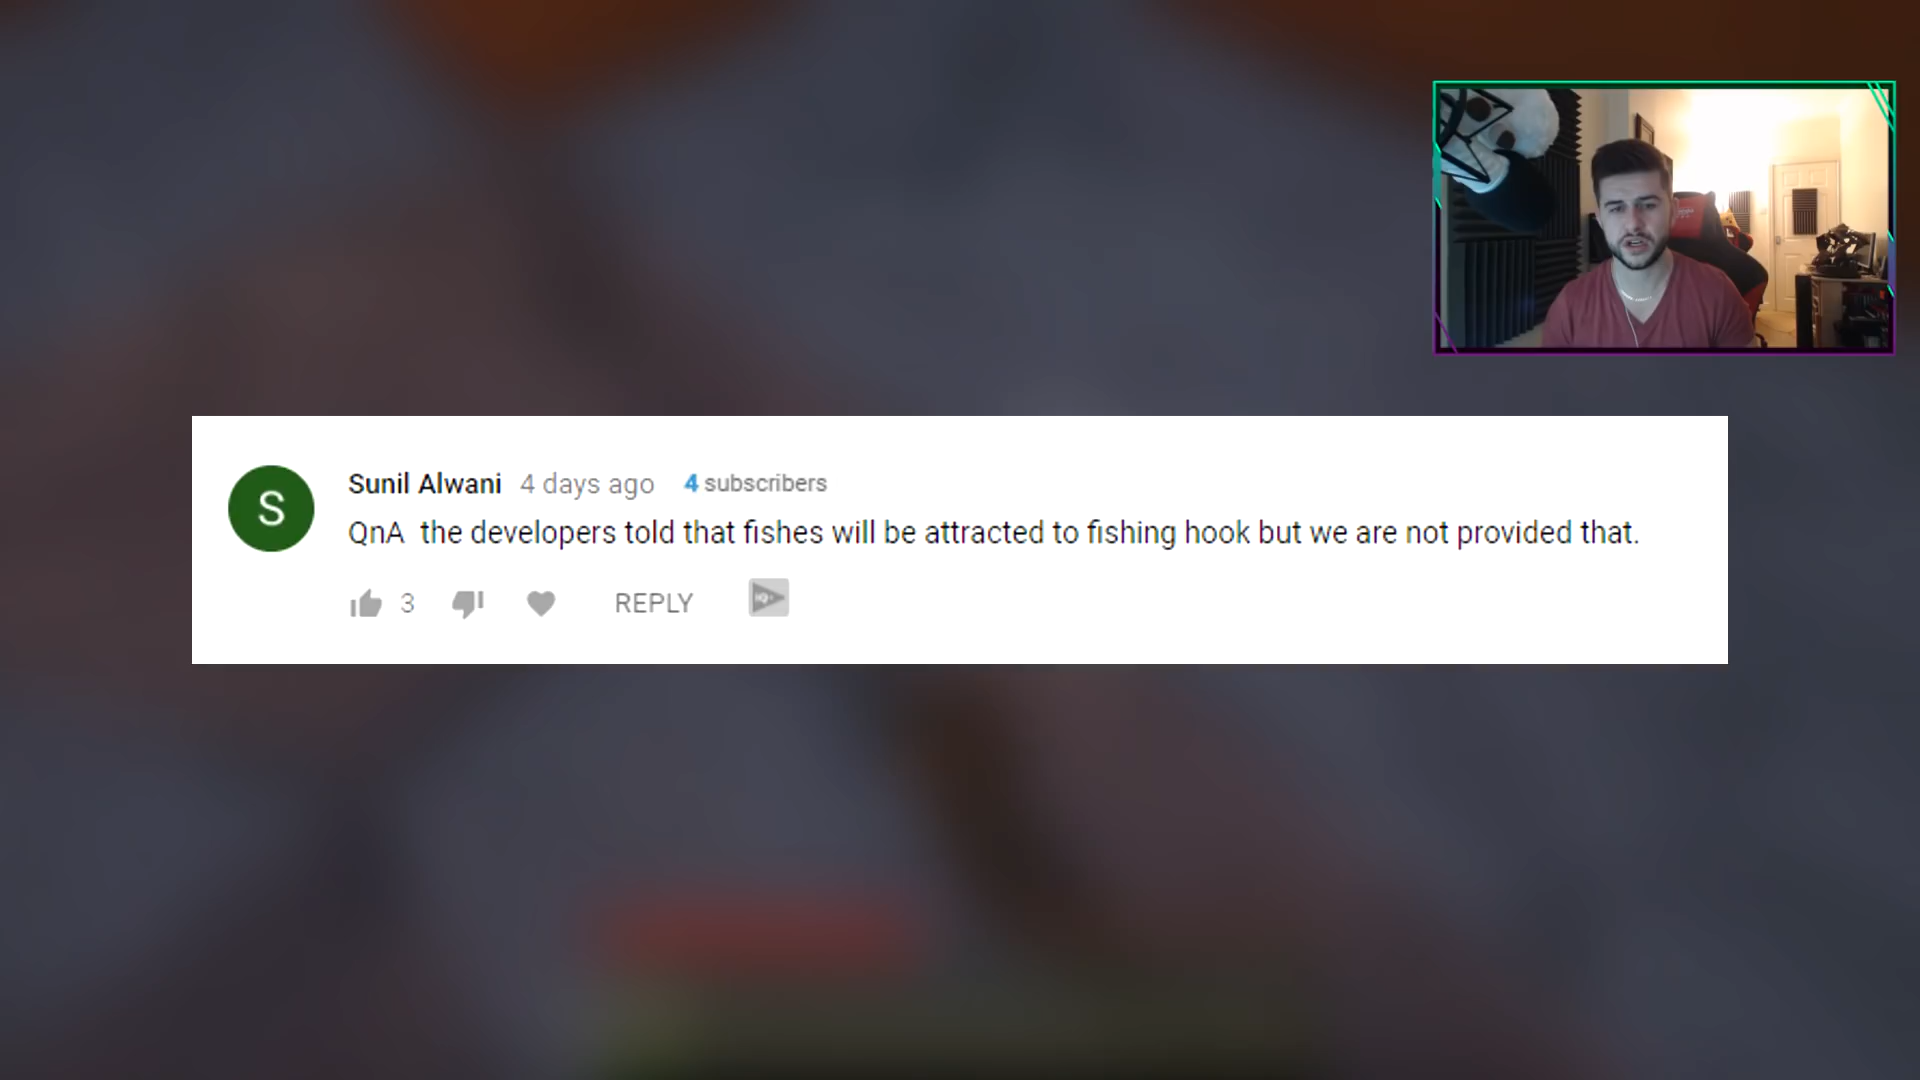 S
Sunil Alwani 4 days ago 4 subscribers
QnA the developers told that fishes will be attracted to fishing hook but we are not provided that.
3 REPLY